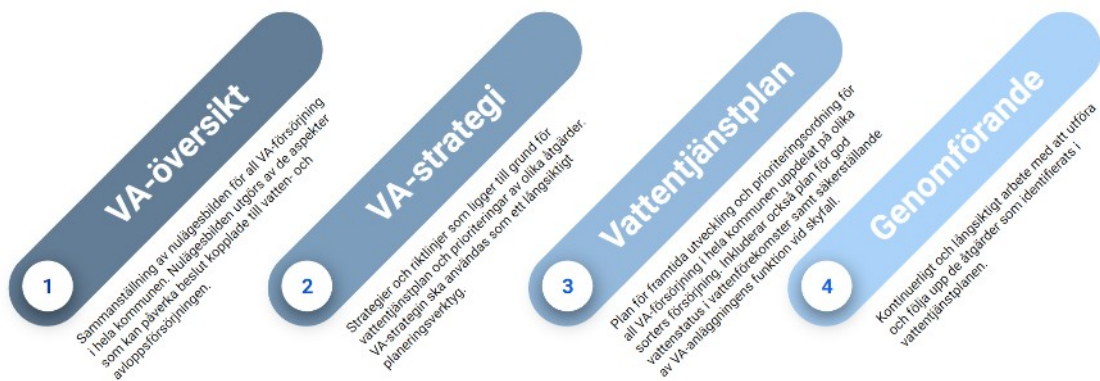 1
VA-översikt
Sammanställning av nulägesbilden för all VA-försörjning
i hela kommunen. Nulägesbilden utgörs av de aspekter
som kan påverka beslut kopplade till vatten- och
avloppsförsörjningen.
2
VA-strategi
Strategier och riktlinjer som ligger till grund för
vattentjänstplan och prioriteringar av olika åtgärder.
VA-strategin ska användas som ett långsiktigt
planeringsverktyg.
3
Vattentjänstplan
Plan för framtida utveckling och prioriteringsordning för
all VA-försörjning i hela kommunen uppdelat på olika
sorters försörjning. Inkluderar också plan för god
vattenstatus i vattenförekomster samt säkerställande
av VA-anläggningens funktion vid skyfall.
4
Genomförande
Kontinuerligt och långsiktigt arbete med att utföra
och följa upp de åtgärder som identifierats i
vattentjänstplanen.